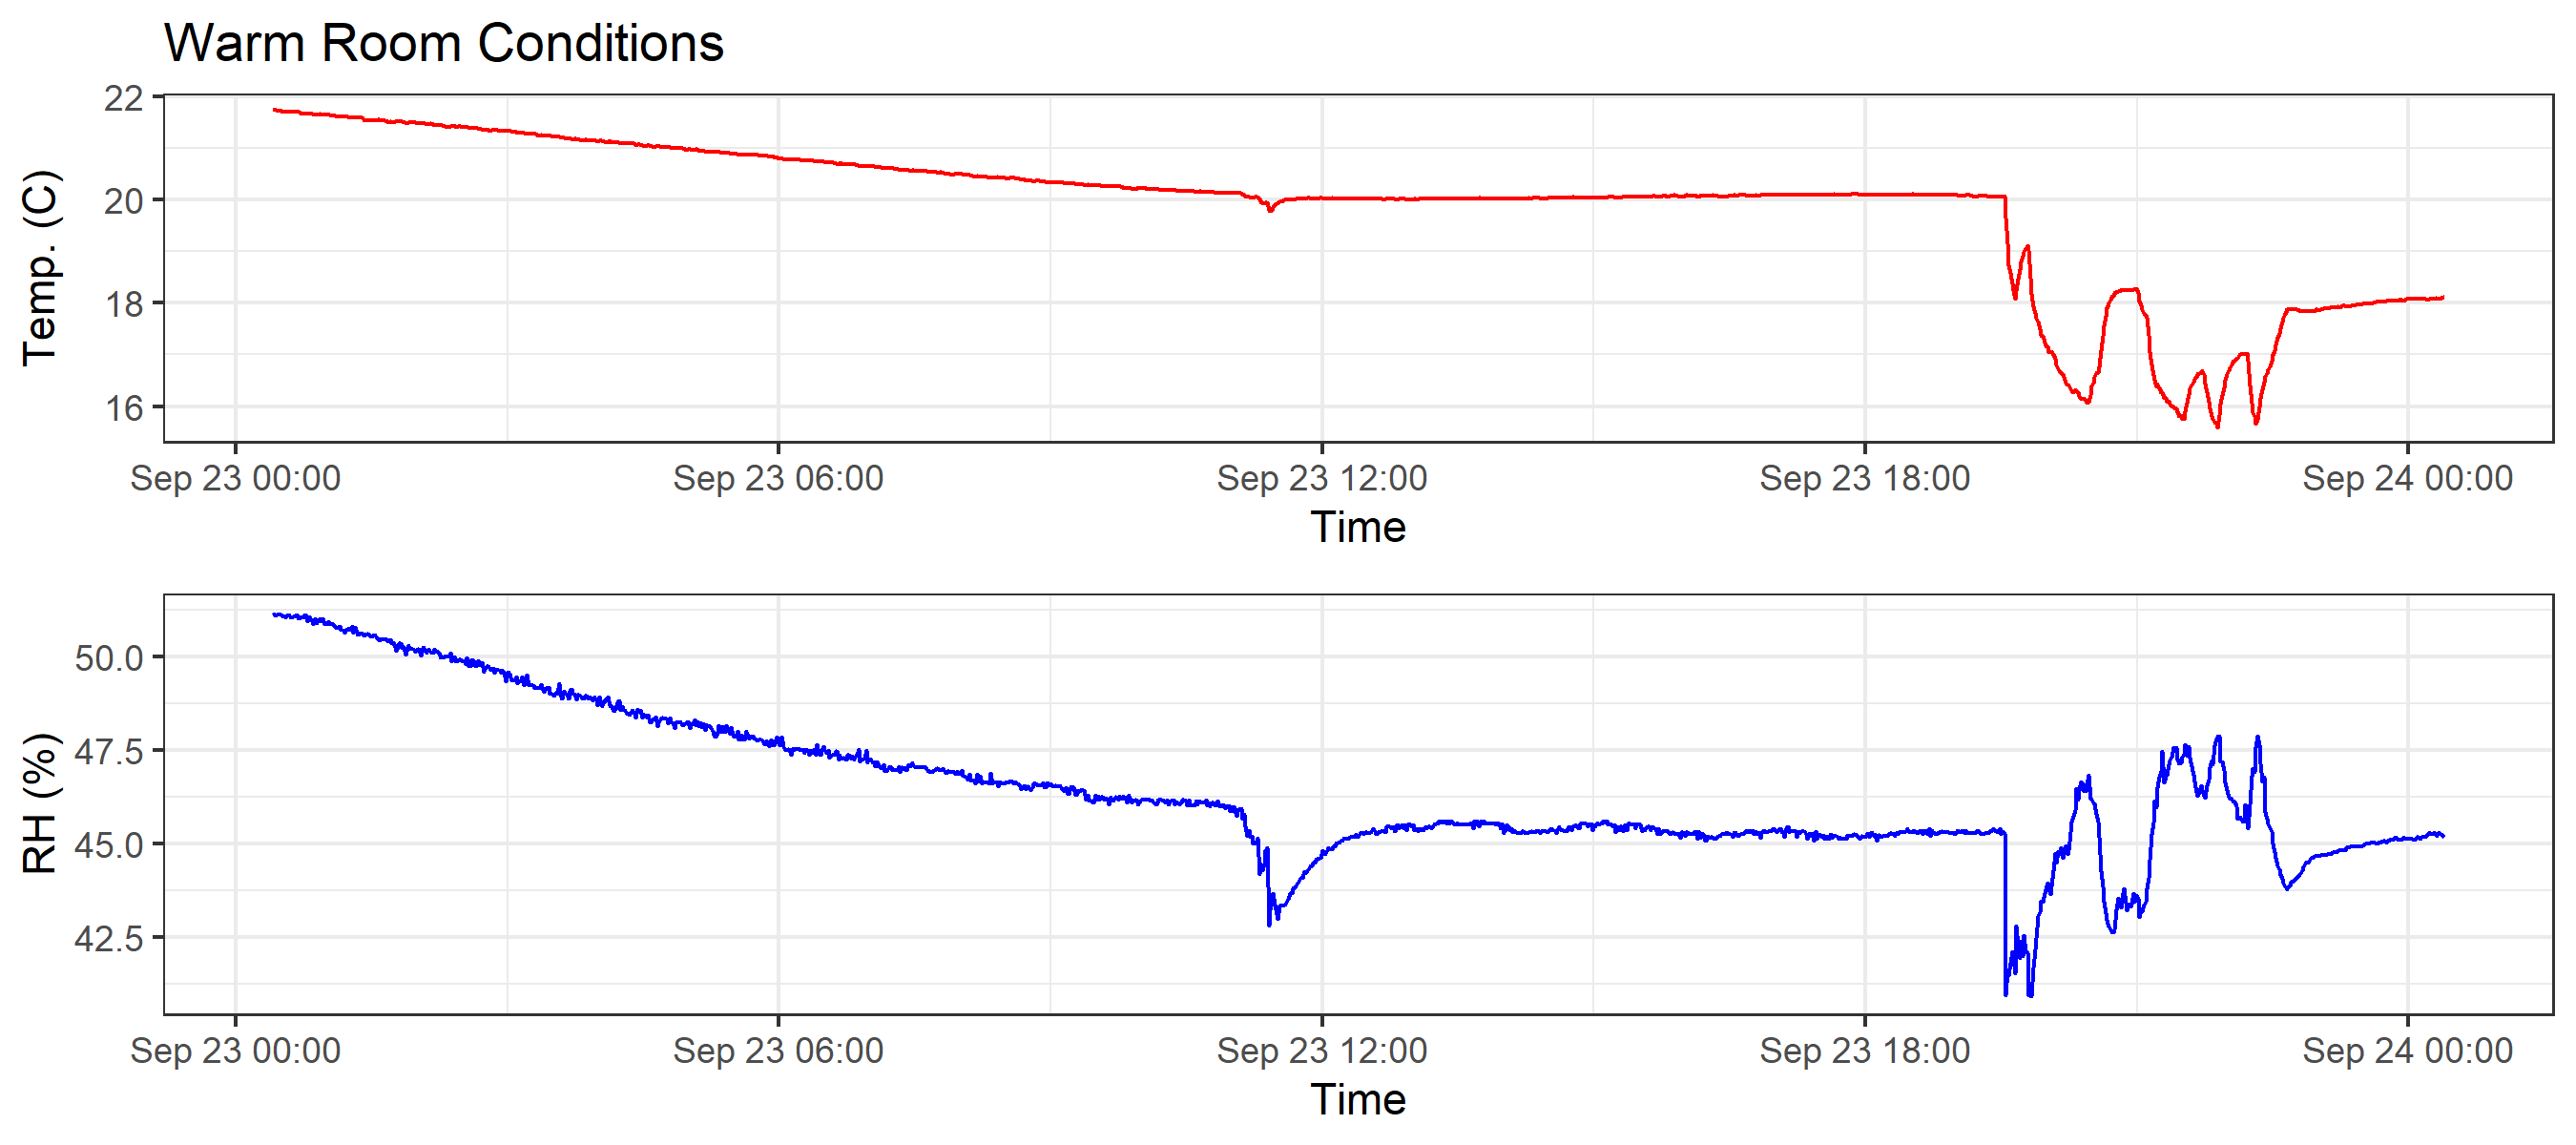 Warm Room Conditions
Temp. (C)
22
20
18
16
Sep 23 00:00 Sep 23 06:00 Sep 23 12:00 Sep 23 18:00 Sep 24 00:00
Time
RH (%)
50.0
47.5
45.0
42.5
Sep 23 00:00 Sep 23 06:00 Sep 23 12:00 Sep 23 18:00 Sep 24 00:00
Time